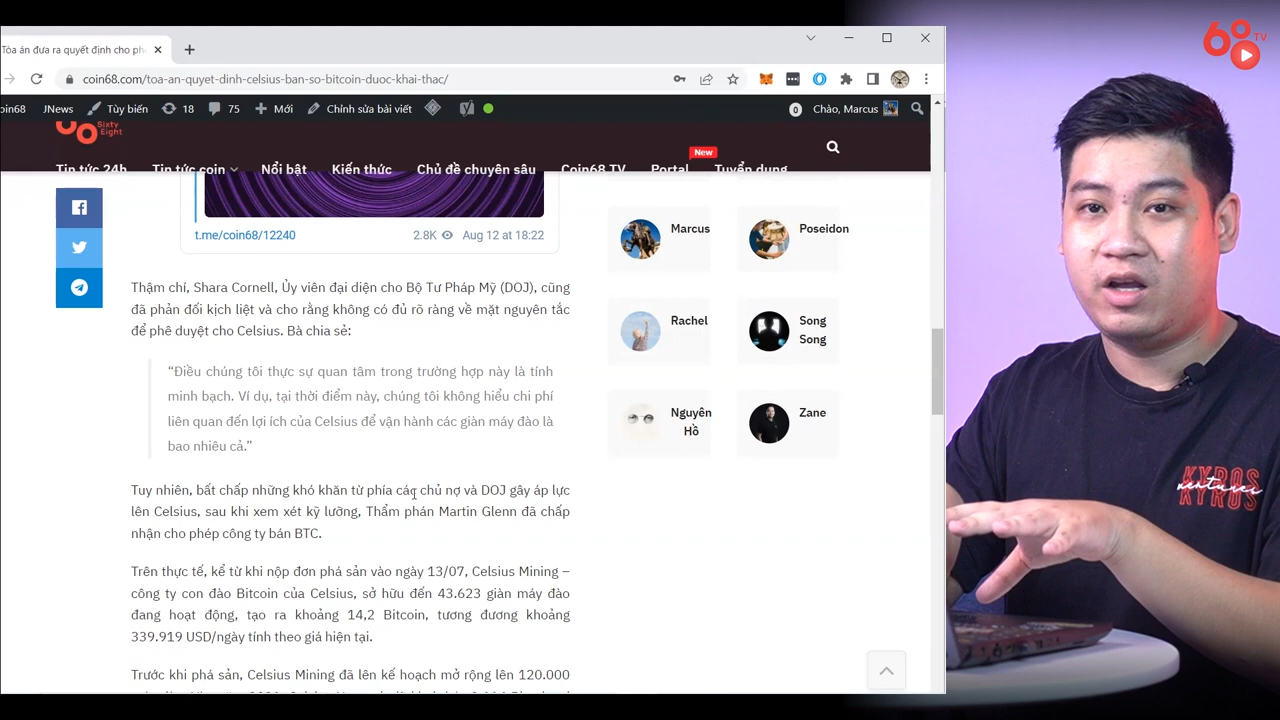 68 TV
Tòa án đưa ra quyết định cho phé
coin68.com/toa-an-quyet-dinh-celsius-ban-so-bitcoin-duoc-khai-thac/
oin68 JNews Tùy biến 18 75 Mới Chỉnh sửa bài viết 0 Chào, Marcus
Sixty
Eight
New
Tin tức 24h Tin tức coin Nổi bật Kiến thức Chủ đề chuyên sâu Coin68 TV Portal Tuyển dụng
t.me/coin68/12240 2.8K Aug 12 at 18:22
Thậm chí, Shara Cornell, Ủy viên đại diện cho Bộ Tư Pháp Mỹ (DOJ), cũng
đã phản đối kịch liệt và cho rằng không có đủ rõ ràng về mặt nguyên tắc
để phê duyệt cho Celsius. Bà chia sẻ:
“Điều chúng tôi thực sự quan tâm trong trường hợp này là tính
minh bạch. Ví dụ, tại thời điểm này, chúng tôi không hiểu chi phí
liên quan đến lợi ích của Celsius để vận hành các giàn máy đào là
bao nhiêu cả.”
Tuy nhiên, bất chấp những khó khăn từ phía các chủ nợ và DOJ gây áp lực
lên Celsius, sau khi xem xét kỹ lưỡng, Thẩm phán Martin Glenn đã chấp
nhận cho phép công ty bán BTC.
Trên thực tế, kể từ khi nộp đơn phá sản vào ngày 13/07, Celsius Mining –
công ty con đào Bitcoin của Celsius, sở hữu đến 43.623 giàn máy đào
đang hoạt động, tạo ra khoảng 14,2 Bitcoin, tương đương khoảng
339.919 USD/ngày tính theo giá hiện tại.
Trước khi phá sản, Celsius Mining đã lên kế hoạch mở rộng lên 120.000
Marcus
Poseidon
Rachel
Song
Song
Nguyên
Hồ
Zane
KYROS
ventures
KYROS